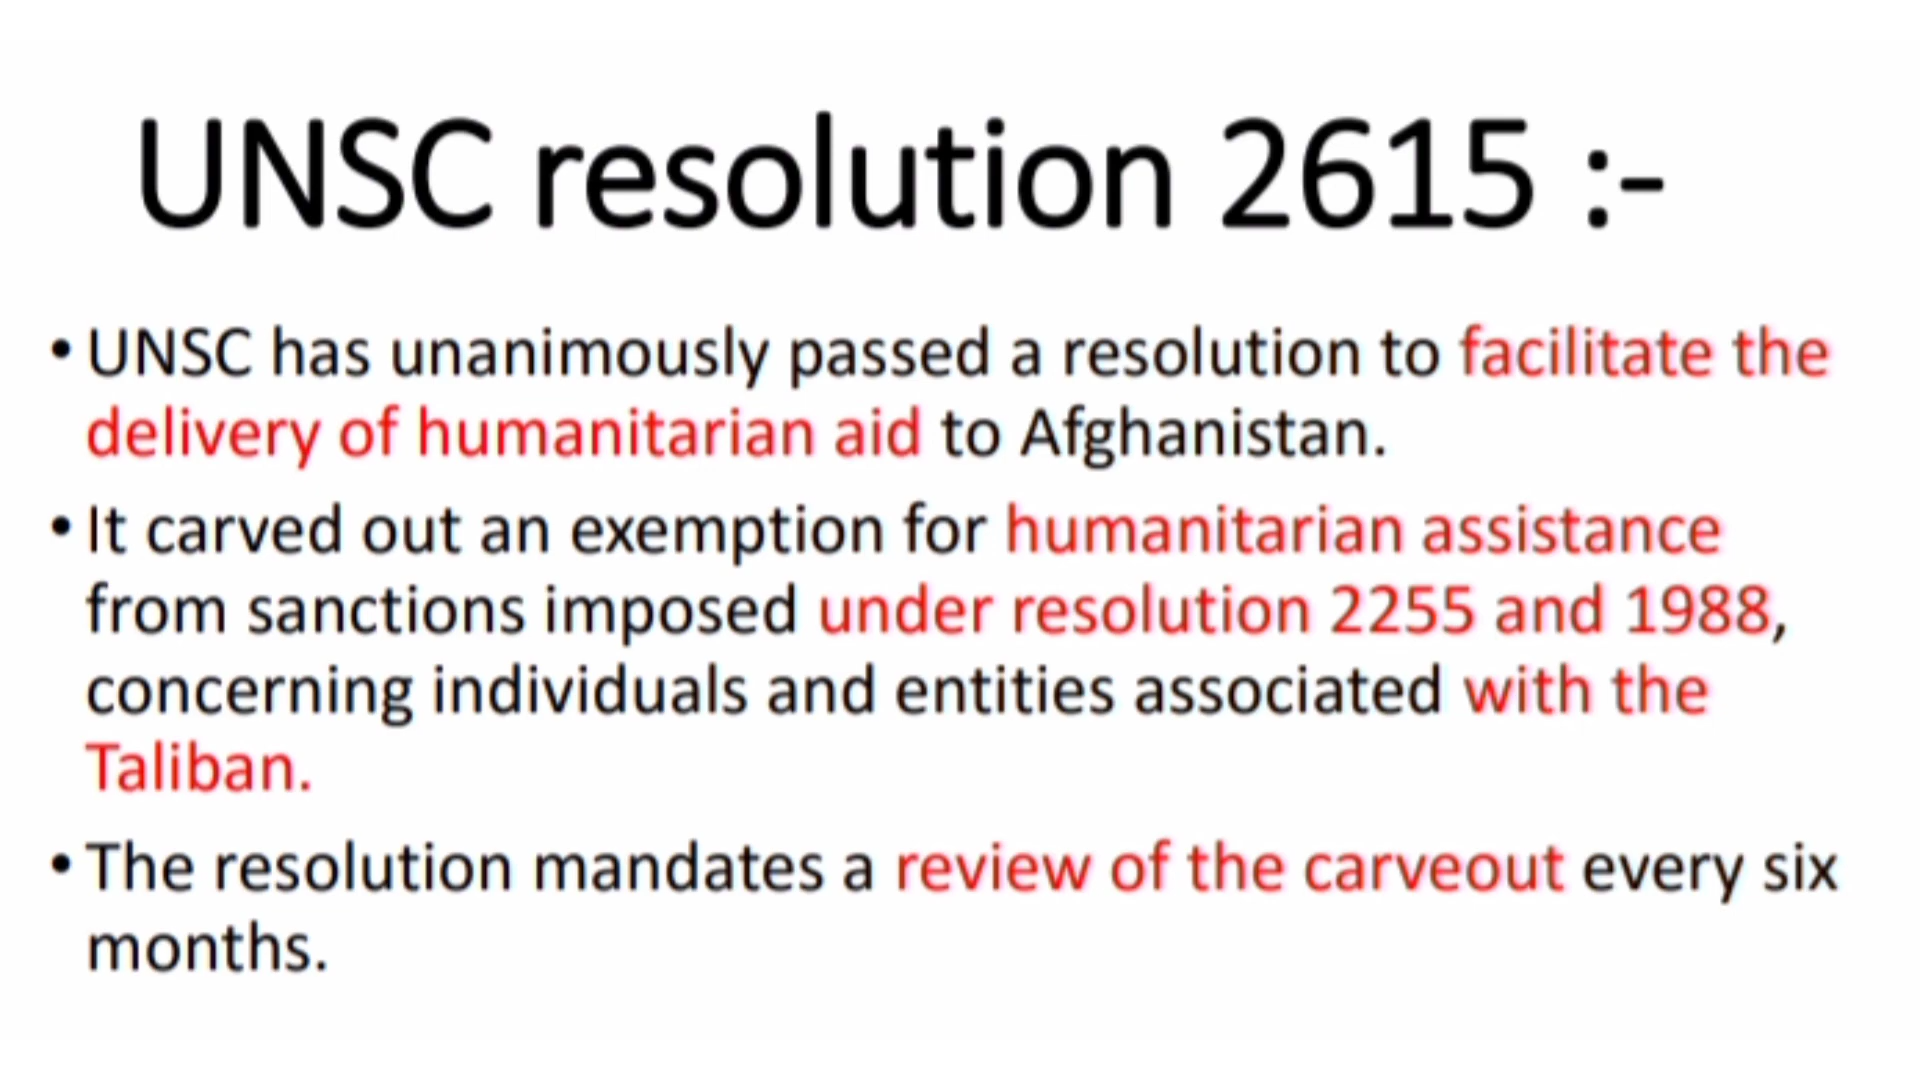 UNSC resolution 2615 :-
• UNSC has unanimously passed a resolution to facilitate the
delivery of humanitarian aid to Afghanistan.
• It carved out an exemption for humanitarian assistance
from sanctions imposed under resolution 2255 and 1988,
concerning individuals and entities associated with the
Taliban.
• The resolution mandates a review of the carveout every six
months.